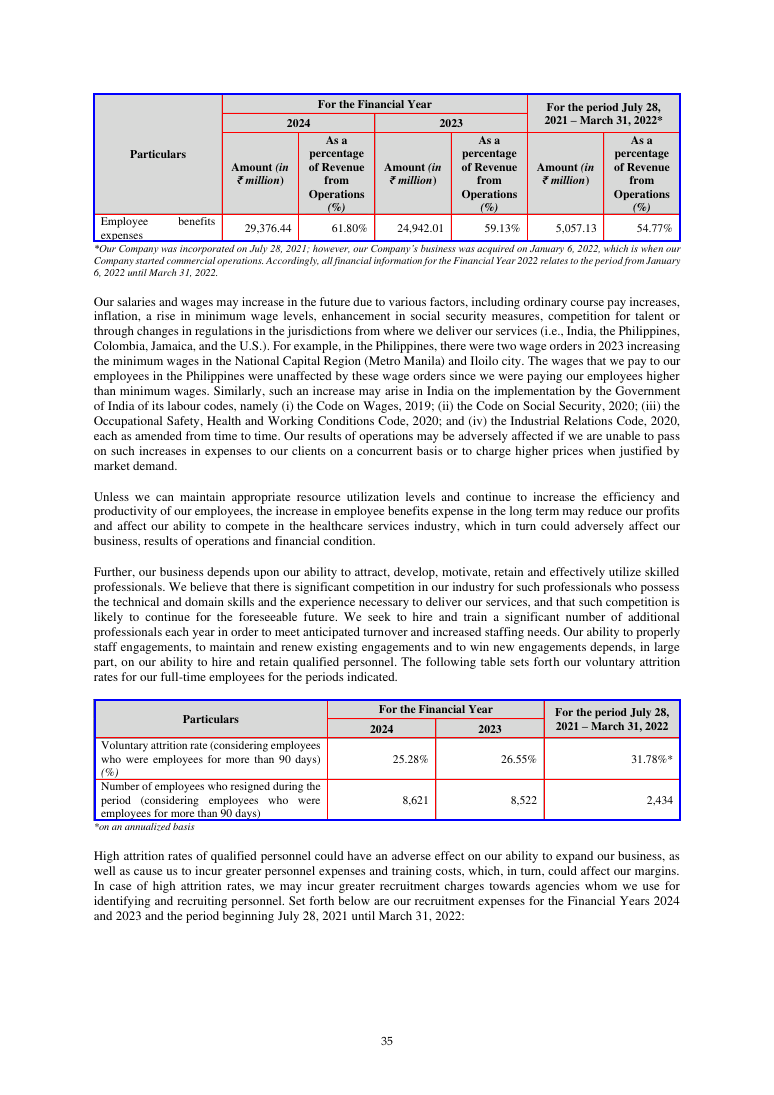 Particulars
For the Financial Year
For the period July 28,
2021 – March 31, 2022*
2024
2023
Amount (in
₹ million)
As a
percentage
of Revenue
from
Operations
(%)
Amount (in
₹ million)
As a
percentage
of Revenue
from
Operations
(%)
Amount (in
₹ million)
As a
percentage
of Revenue
from
Operations
(%)
Employee benefits
expenses
29,376.44
61.80%
24,942.01
59.13%
5,057.13
54.77%
*Our Company was incorporated on July 28, 2021; however, our Company's business was acquired on January 6, 2022, which is when our
Company started commercial operations. Accordingly, all financial information for the Financial Year 2022 relates to the period from January
6, 2022 until March 31, 2022.
Our salaries and wages may increase in the future due to various factors, including ordinary course pay increases,
inflation, a rise in minimum wage levels, enhancement in social security measures, competition for talent or
through changes in regulations in the jurisdictions from where we deliver our services (i.e., India, the Philippines,
Colombia, Jamaica, and the U.S.). For example, in the Philippines, there were two wage orders in 2023 increasing
the minimum wages in the National Capital Region (Metro Manila) and Iloilo city. The wages that we pay to our
employees in the Philippines were unaffected by these wage orders since we were paying our employees higher
than minimum wages. Similarly, such an increase may arise in India on the implementation by the Government
of India of its labour codes, namely (i) the Code on Wages, 2019; (ii) the Code on Social Security, 2020; (iii) the
Occupational Safety, Health and Working Conditions Code, 2020; and (iv) the Industrial Relations Code, 2020,
each as amended from time to time. Our results of operations may be adversely affected if we are unable to pass
on such increases in expenses to our clients on a concurrent basis or to charge higher prices when justified by
market demand.
Unless we can maintain appropriate resource utilization levels and continue to increase the efficiency and
productivity of our employees, the increase in employee benefits expense in the long term may reduce our profits
and affect our ability to compete in the healthcare services industry, which in turn could adversely affect our
business, results of operations and financial condition.
Further, our business depends upon our ability to attract, develop, motivate, retain and effectively utilize skilled
professionals. We believe that there is significant competition in our industry for such professionals who possess
the technical and domain skills and the experience necessary to deliver our services, and that such competition is
likely to continue for the foreseeable future. We seek to hire and train a significant number of additional
professionals each year in order to meet anticipated turnover and increased staffing needs. Our ability to properly
staff engagements, to maintain and renew existing engagements and to win new engagements depends, in large
part, on our ability to hire and retain qualified personnel. The following table sets forth our voluntary attrition
rates for our full-time employees for the periods indicated.
Particulars
For the Financial Year
For the period July 28,
2021 – March 31, 2022
2024
2023
Voluntary attrition rate (considering employees
who were employees for more than 90 days)
(%)
25.28%
26.55%
31.78%*
Number of employees who resigned during the
period (considering employees who were
employees for more than 90 days)
8,621
8,522
2,434
*on an annualized basis
High attrition rates of qualified personnel could have an adverse effect on our ability to expand our business, as
well as cause us to incur greater personnel expenses and training costs, which, in turn, could affect our margins.
In case of high attrition rates, we may incur greater recruitment charges towards agencies whom we use for
identifying and recruiting personnel. Set forth below are our recruitment expenses for the Financial Years 2024
and 2023 and the period beginning July 28, 2021 until March 31, 2022:
35